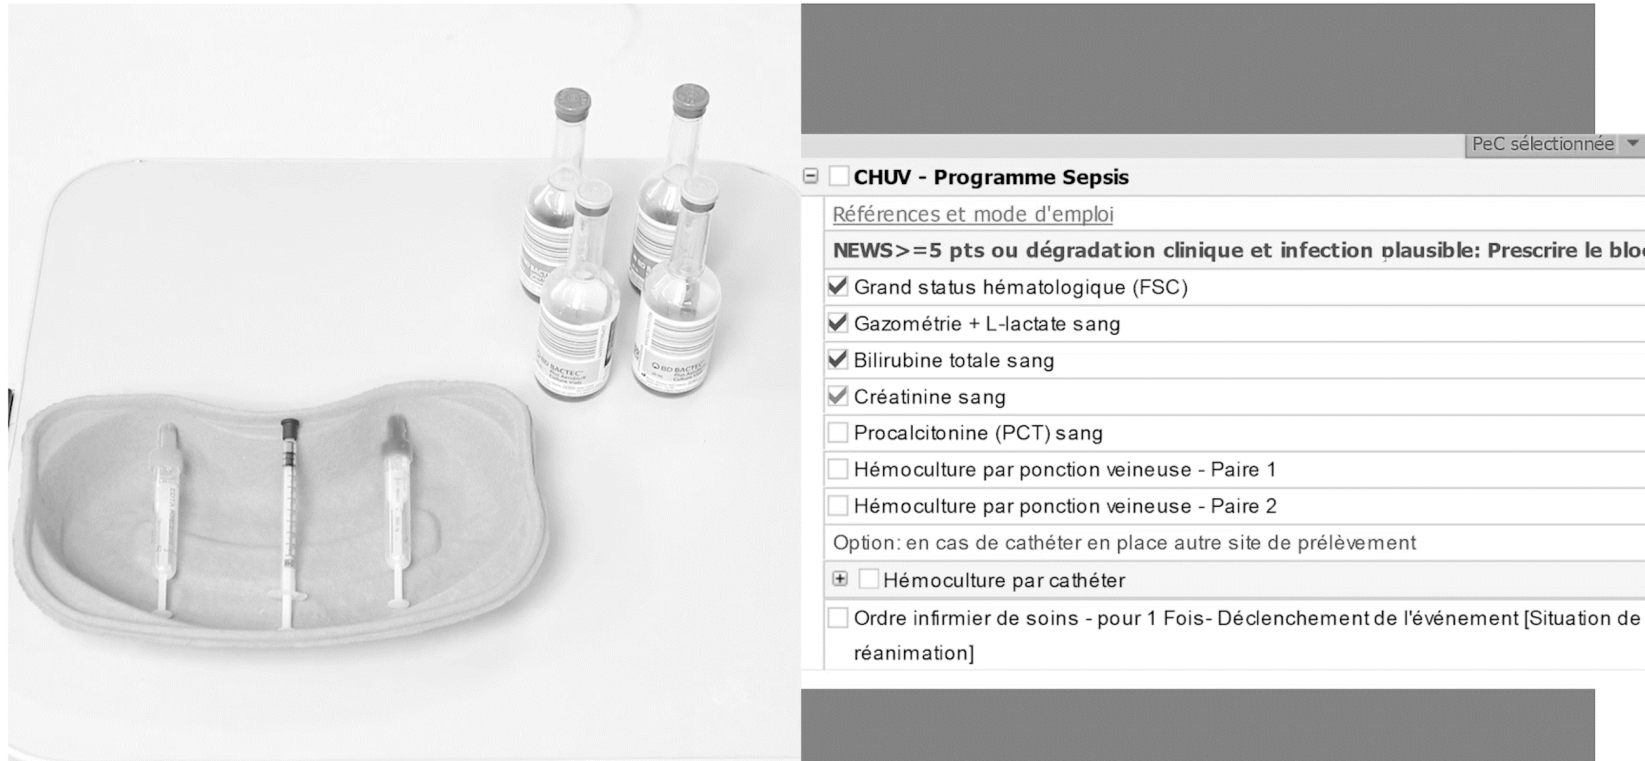 BD BACTEC
BD BACTEC
PeC sélectionnée
CHUV - Programme Sepsis
Références et mode d'emploi
NEWS>=5 pts ou dégradation clinique et infection plausible: Prescrire le bloc
Grand status hématologique (FSC)
Gazométrie + L-lactate sang
Bilirubine totale sang
Créatinine sang
Procalcitonine (PCT) sang
Hémoculture par ponction veineuse - Paire 1
Hémoculture par ponction veineuse - Paire 2
Option: en cas de cathéter en place autre site de prélèvement
Hémoculture par cathéter
Ordre infirmier de soins - pour 1 Fois- Déclenchement de l'événement [Situation de
réanimation]